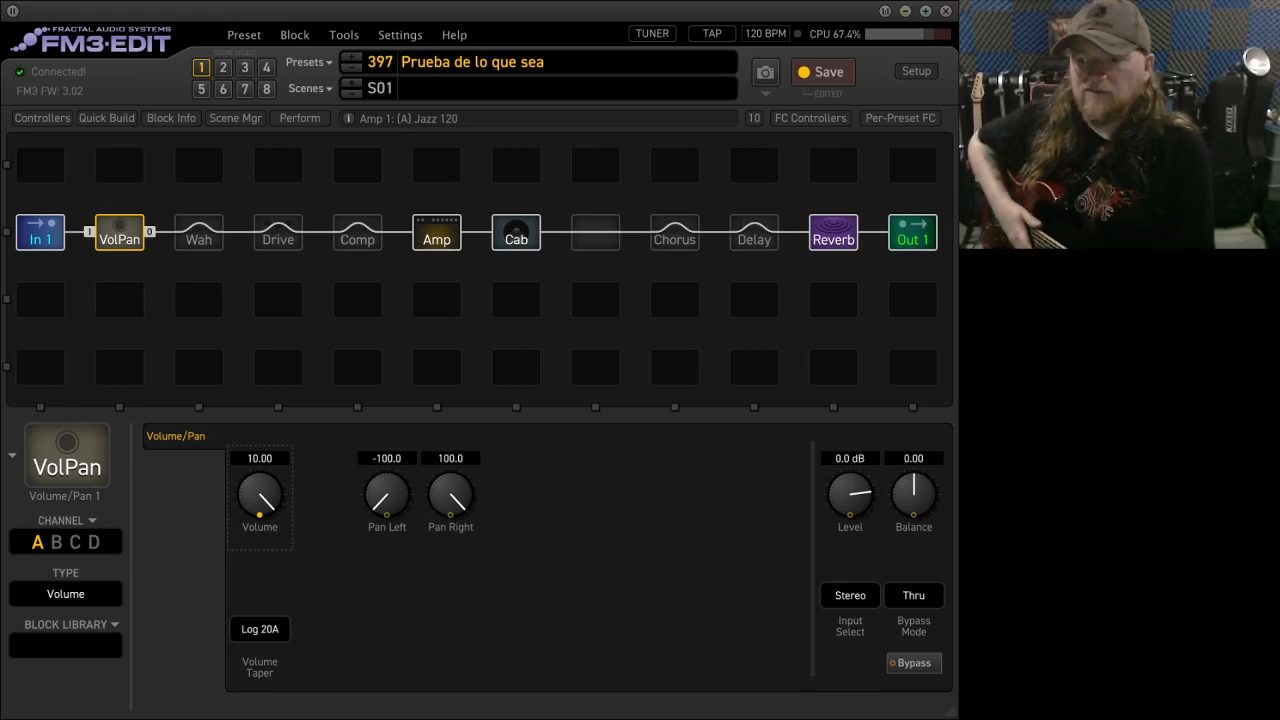 FRACTAL AUDIO SYSTEMS
FM3-EDIT
Preset Block Tools Settings Help
TUNER TAP 120 BPM CPU 67.4%
Connected!
FM3 FW: 3.02
SCENE SELECT
1 2 3 4
5 6 7 8
Presets
397 Prueba de lo que sea
Scenes
S01
Save
EDITED
Setup
Controllers Quick Build Block Info Scene Mgr Perform
Amp 1: (A) Jazz 120
10 FC Controllers Per-Preset FC
In 1 I VolPan O Wah Drive Comp Amp Cab Chorus Delay Reverb Out 1
VolPan
Volume/Pan 1
CHANNEL
A B C D
TYPE
Volume
BLOCK LIBRARY
Volume/Pan
10.00 -100.0 100.0 0.0 dB 0.00
Volume Pan Left Pan Right Level Balance
Log 20A
Volume
Taper
Stereo Thru
Input
Select
Bypass
Mode
Bypass